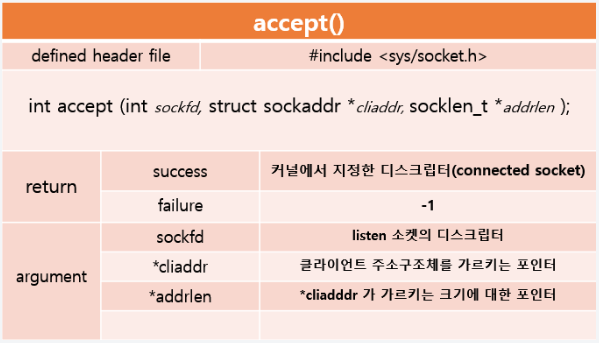 accept()
defined header file #include <sys/socket.h>
int accept (int sockfd, struct sockaddr *cliaddr, socklen_t *addrlen );
return success 커널에서 지정한 디스크립터(connected socket)
failure -1
argument sockfd listen 소켓의 디스크립터
*cliaddr 클라이언트 주소구조체를 가르키는 포인터
*addrlen *cliadddr 가 가르키는 크기에 대한 포인터